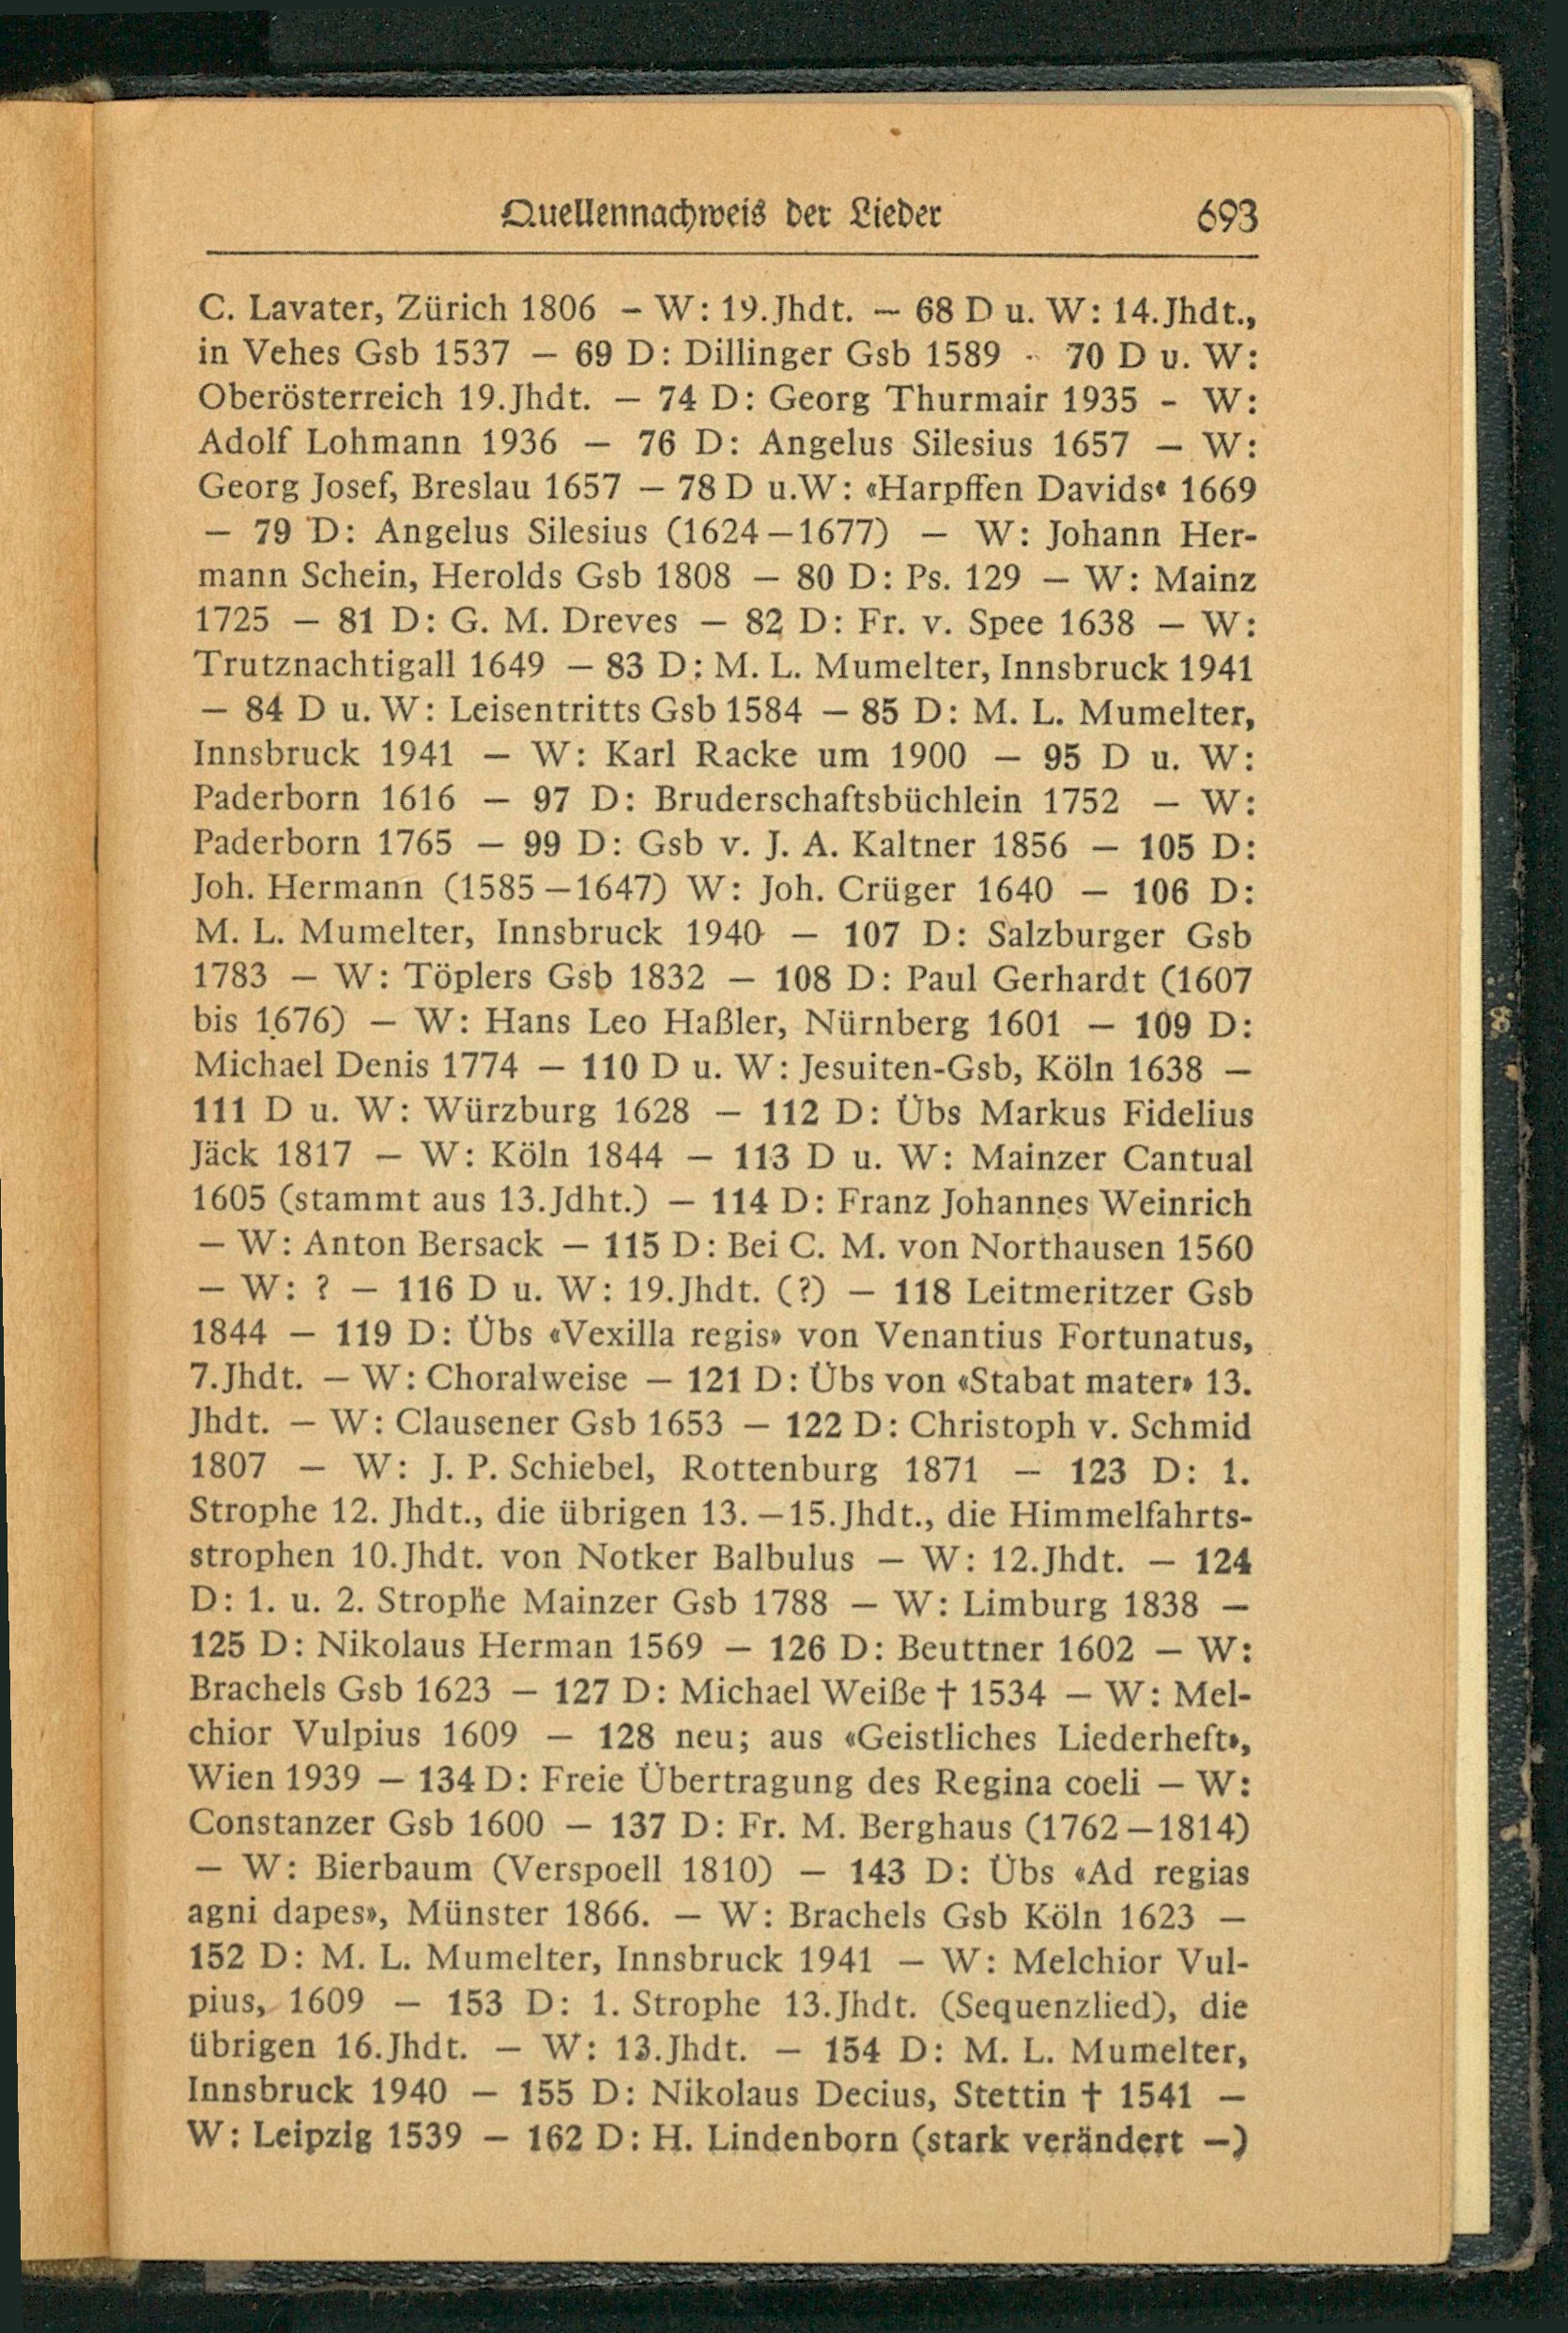 Quellennachweis der Lieder 693
C. Lavater, Zürich 1806 – W: 19.Jhdt. – 68 D u. W: 14.Jhdt.,
in Vehes Gsb 1537 – 69 D: Dillinger Gsb 1589 - 70 D u. W:
Oberösterreich 19.Jhdt. – 74 D: Georg Thurmair 1935 - W:
Adolf Lohmann 1936 – 76 D: Angelus Silesius 1657 – W:
Georg Josef, Breslau 1657 – 78 D u.W: «Harpffen Davids« 1669
– 79 D: Angelus Silesius (1624–1677) – W: Johann Her-
mann Schein, Herolds Gsb 1808 – 80 D: Ps. 129 – W: Mainz
1725 – 81 D: G. M. Dreves – 82 D: Fr. v. Spee 1638 – W:
Trutznachtigall 1649 – 83 D: M. L. Mumelter, Innsbruck 1941
– 84 D u. W: Leisentritts Gsb 1584 – 85 D: M. L. Mumelter,
Innsbruck 1941 – W: Karl Racke um 1900 – 95 D u. W:
Paderborn 1616 – 97 D: Bruderschaftsbüchlein 1752 – W:
Paderborn 1765 – 99 D: Gsb v. J. A. Kaltner 1856 – 105 D:
Joh. Hermann (1585–1647) W: Joh. Crüger 1640 – 106 D:
M. L. Mumelter, Innsbruck 1940 – 107 D: Salzburger Gsb
1783 – W: Töplers Gsb 1832 – 108 D: Paul Gerhardt (1607
bis 1676) – W: Hans Leo Haßler, Nürnberg 1601 – 109 D:
Michael Denis 1774 – 110 D u. W: Jesuiten-Gsb, Köln 1638 –
111 D u. W: Würzburg 1628 – 112 D: Übs Markus Fidelius
Jäck 1817 – W: Köln 1844 – 113 D u. W: Mainzer Cantual
1605 (stammt aus 13.Jdht.) – 114 D: Franz Johannes Weinrich
– W: Anton Bersack – 115 D: Bei C. M. von Northausen 1560
– W: ? – 116 D u. W: 19.Jhdt. (?) – 118 Leitmeritzer Gsb
1844 – 119 D: Übs «Vexilla regis» von Venantius Fortunatus,
7.Jhdt. – W: Choralweise – 121 D: Übs von «Stabat mater» 13.
Jhdt. – W: Clausener Gsb 1653 – 122 D: Christoph v. Schmid
1807 – W: J. P. Schiebel, Rottenburg 1871 – 123 D: 1.
Strophe 12. Jhdt., die übrigen 13.–15.Jhdt., die Himmelfahrts-
strophen 10.Jhdt. von Notker Balbulus – W: 12.Jhdt. – 124
D: 1. u. 2. Strophe Mainzer Gsb 1788 – W: Limburg 1838 –
125 D: Nikolaus Herman 1569 – 126 D: Beuttner 1602 – W:
Brachels Gsb 1623 – 127 D: Michael Weiße † 1534 – W: Mel-
chior Vulpius 1609 – 128 neu; aus «Geistliches Liederheft»,
Wien 1939 – 134 D: Freie Übertragung des Regina coeli – W:
Constanzer Gsb 1600 – 137 D: Fr. M. Berghaus (1762–1814)
– W: Bierbaum (Verspoell 1810) – 143 D: Übs «Ad regias
agni dapes», Münster 1866. – W: Brachels Gsb Köln 1623 –
152 D: M. L. Mumelter, Innsbruck 1941 – W: Melchior Vul-
pius, 1609 – 153 D: 1. Strophe 13.Jhdt. (Sequenzlied), die
übrigen 16.Jhdt. – W: 13.Jhdt. – 154 D: M. L. Mumelter,
Innsbruck 1940 – 155 D: Nikolaus Decius, Stettin † 1541 –
W: Leipzig 1539 – 162 D: H. Lindenborn (stark verändert –)